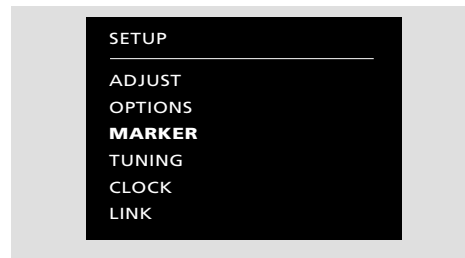 SETUP
ADJUST
OPTIONS
MARKER
TUNING
CLOCK
LINK